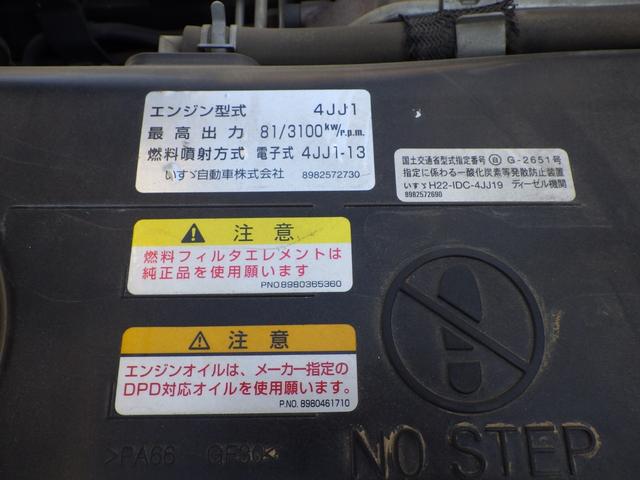 エンジン型式 4JJ1
最高出力 81/3100kw/r.p.m.
燃料噴射方式 電子式 4JJ1-13
いすゞ自動車株式会社 8982572730
国土交通省型式指定番号 ⓐ G-2651号
指定に係わる一酸化炭素等発散防止装置
いすゞH22-IDC-4JJ19 ディーゼル機関
8982572690
注意
燃料フィルタエレメントは
純正品を使用願います
PNO.8980365360
注意
エンジンオイルは、メーカー指定の
DPD対応オイルを使用願います。
P.NO. 8980461710
>PA66 GF30<
NO STEP